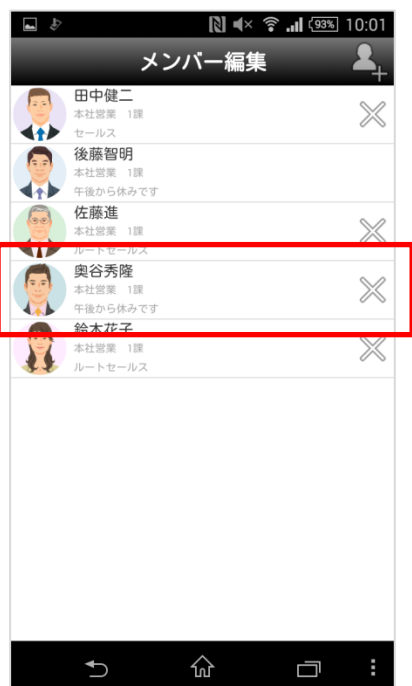 93% 10:01
メンバー編集
田中健二
本社営業 1課
セールス
後藤智明
本社営業 1課
午後から休みです
佐藤進
本社営業 1課
ルートセールス
奥谷秀隆
本社営業 1課
午後から休みです
鈴木花子
本社営業 1課
ルートセールス